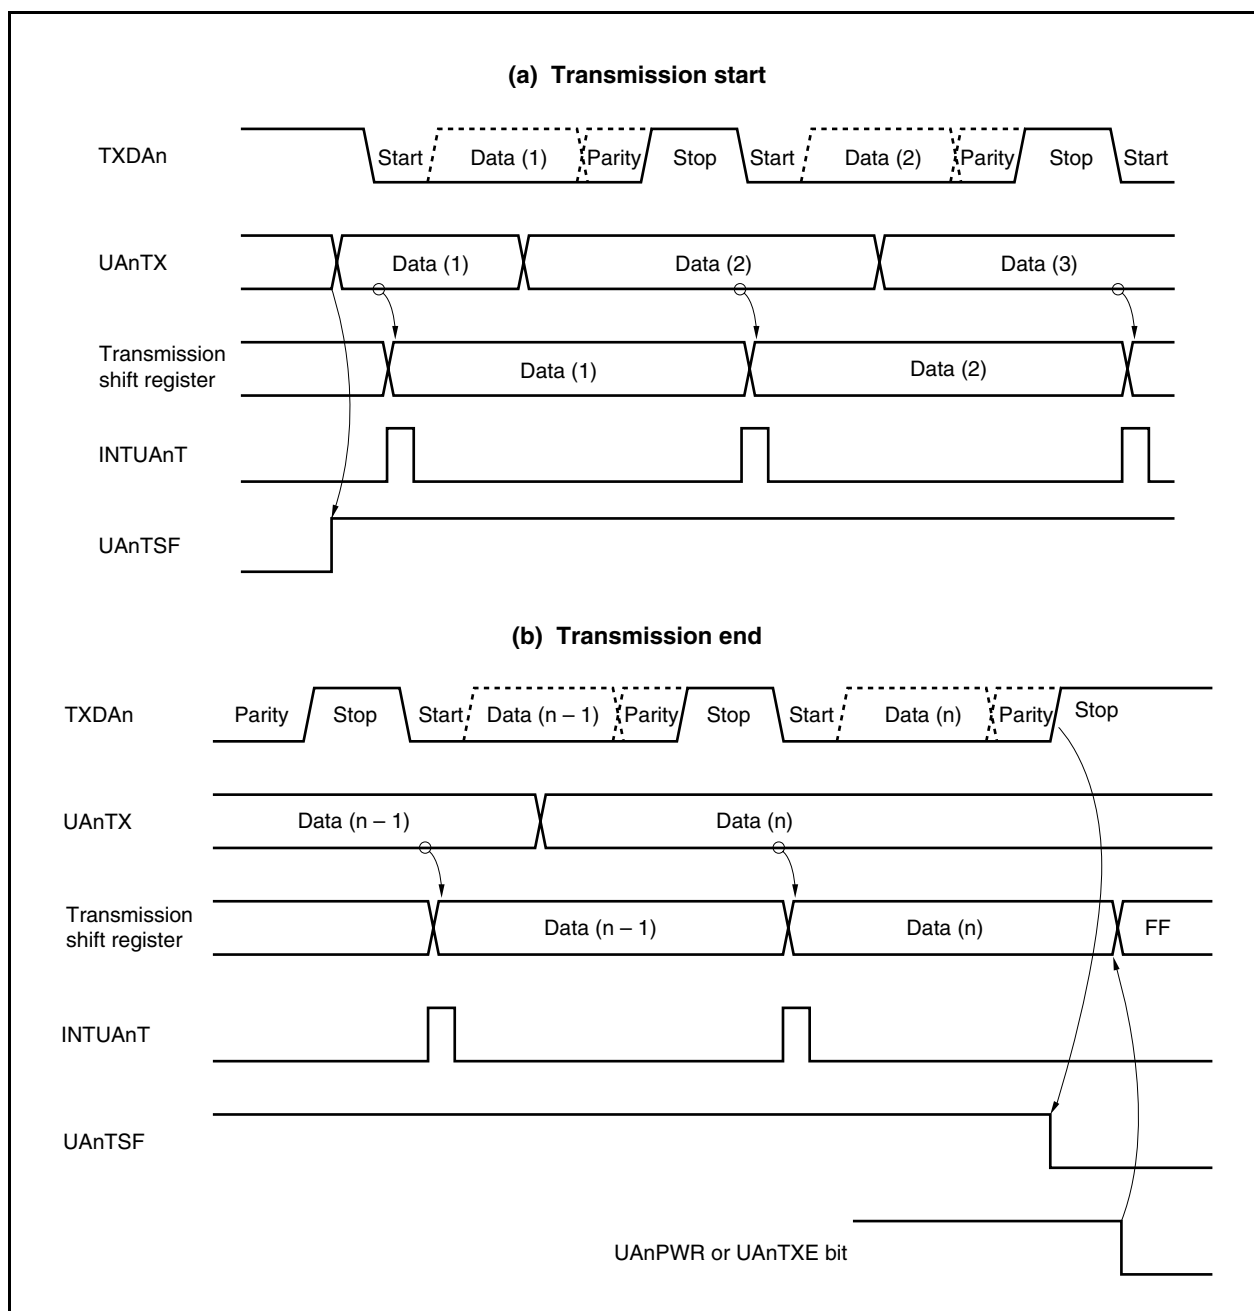 (a) Transmission start
TXDAn Start Data (1) Parity Stop Start Data (2) Parity Stop Start
UAnTX Data (1) Data (2) Data (3)
Transmission
shift register Data (1) Data (2)
INTUAnT
UAnTSF
(b) Transmission end
TXDAn Parity Stop Start Data (n – 1) Parity Stop Start Data (n) Parity Stop
UAnTX Data (n – 1) Data (n)
Transmission
shift register Data (n – 1) Data (n) FF
INTUAnT
UAnTSF
UAnPWR or UAnTXE bit